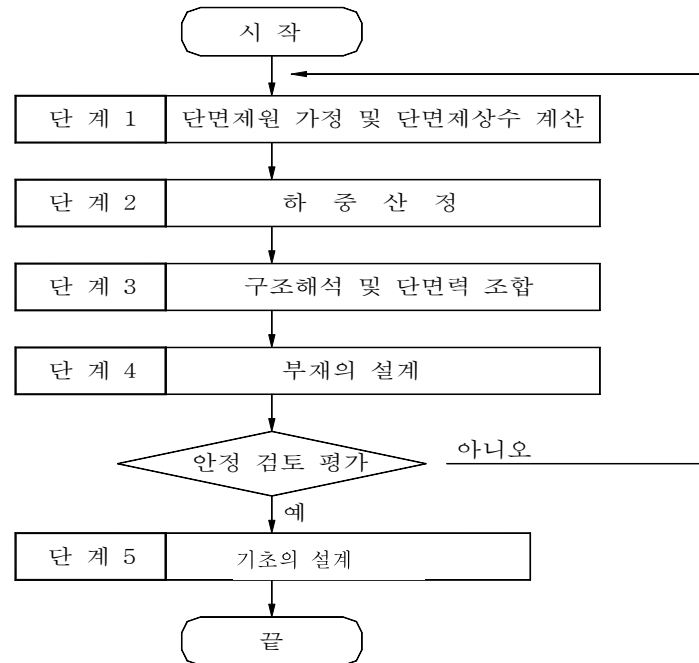 시 작
단 계 1 단면제원 가정 및 단면제상수 계산
단 계 2 하 중 산 정
단 계 3 구조해석 및 단면력 조합
단 계 4 부재의 설계
안정 검토 평가 아니오
예
단 계 5 기초의 설계
끝